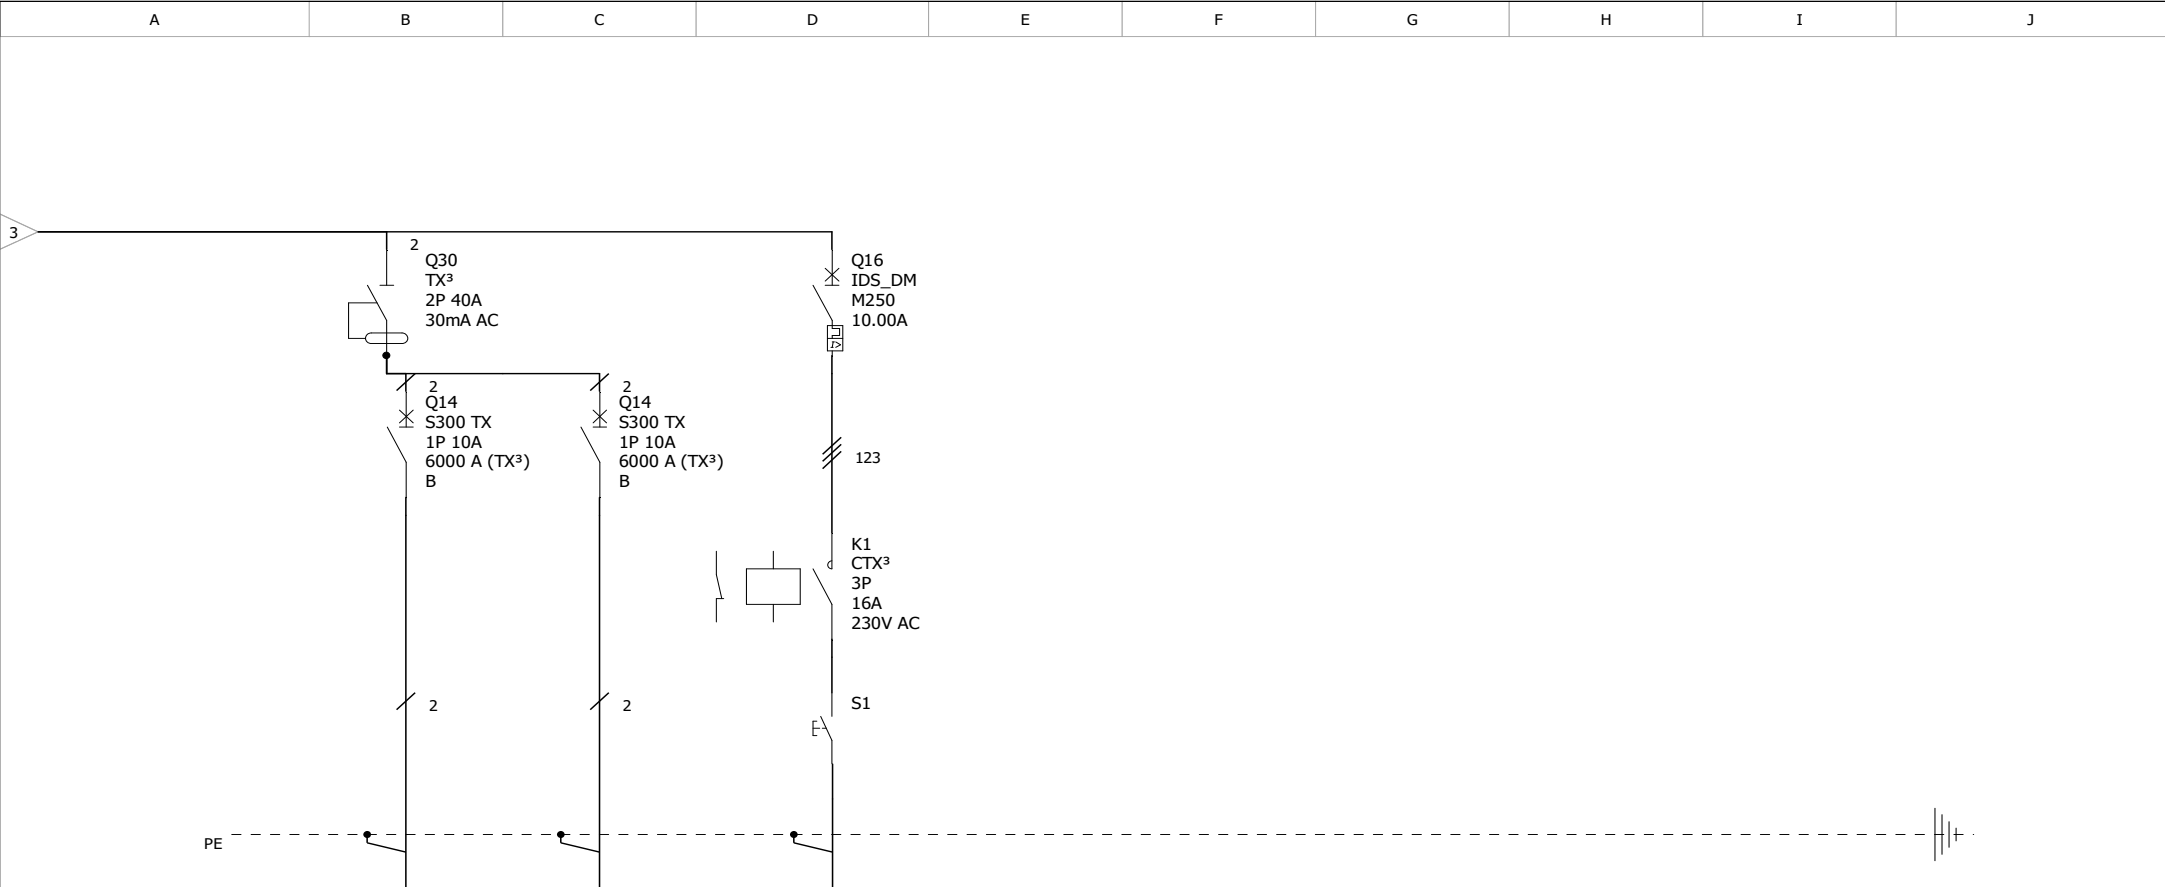 A B C D E F G H I J
3
2
Q30
TX³
2P 40A
30mA AC
Q16
IDS_DM
M250
10.00A
2
Q14
S300 TX
1P 10A
6000 A (TX³)
B
2
Q14
S300 TX
1P 10A
6000 A (TX³)
B
123
K1
CTX³
3P
16A
230V AC
2
2
S1
PE